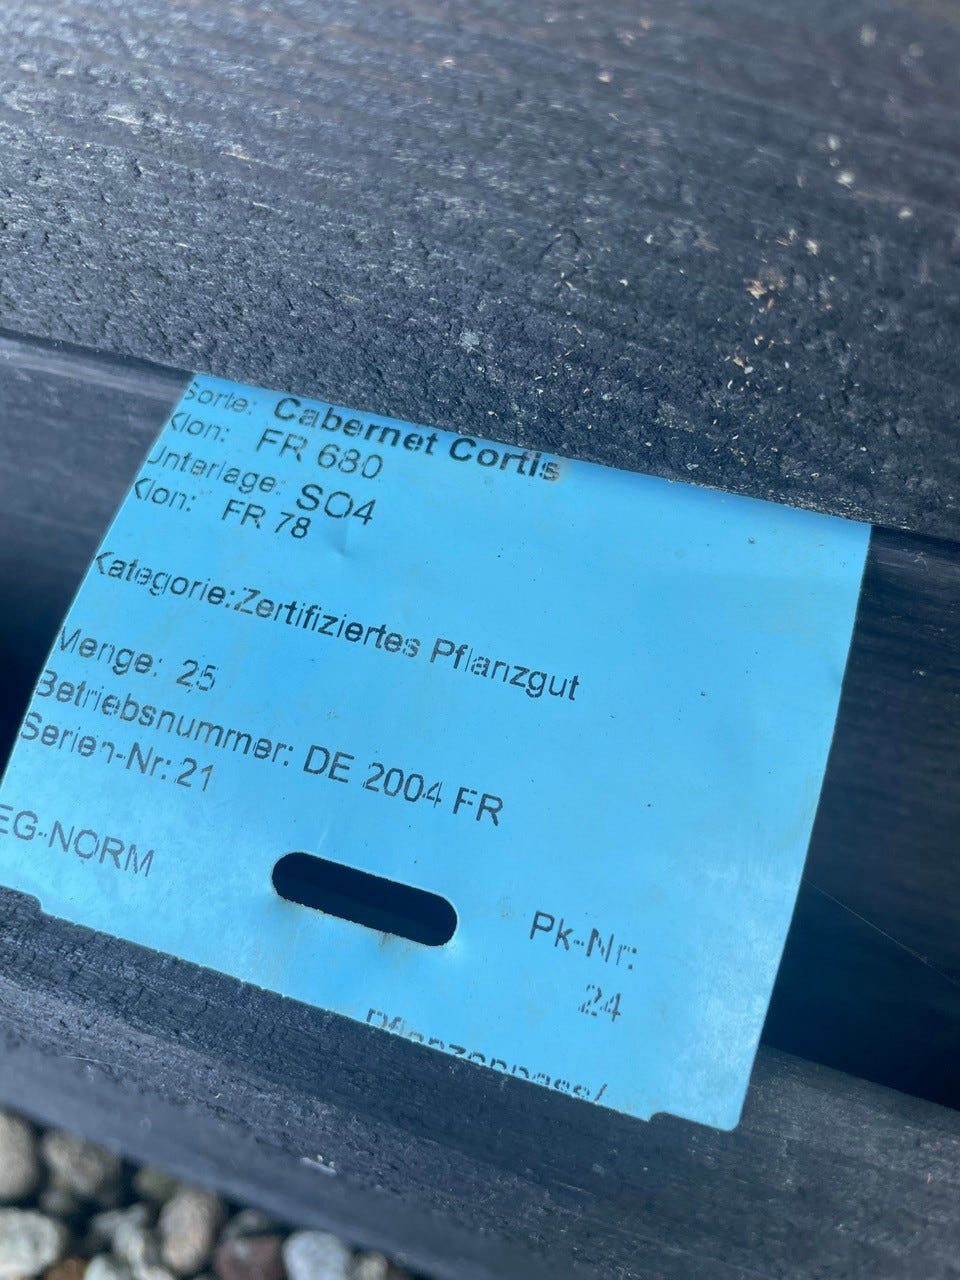 Sorte: Cabernet Cortis
Klon: FR 680
Unterlage: SO4
Klon: FR 78
Kategorie: Zertifiziertes Pflanzgut
Menge: 25
Betriebsnummer: DE 2004 FR
Serien-Nr: 21
EG-NORM
Pk-Nr:
24
Pflanzenpass/